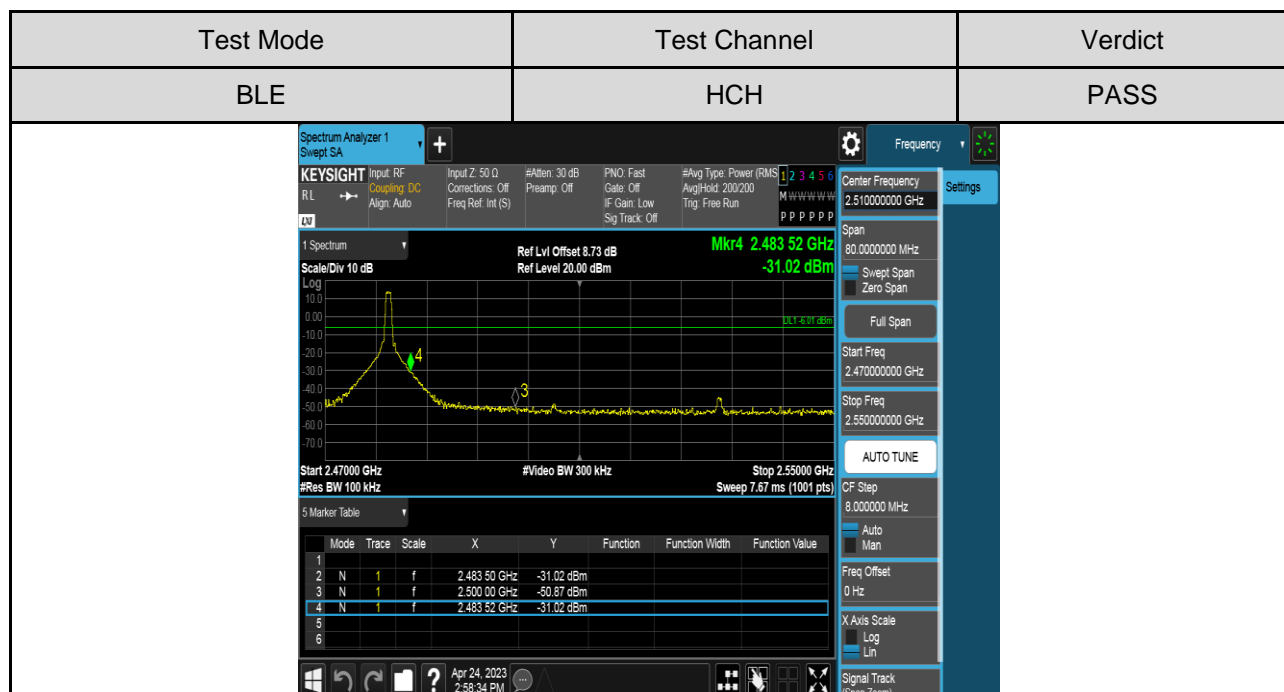 Test Mode Test Channel Verdict
BLE HCH PASS
Spectrum Analyzer 1
Swept SA
+
Frequency
KEYSIGHT Input: RF Input Z: 50 Ω #Atten: 30 dB PNO: Fast #Avg Type: Power (RMS 1 2 3 4 5 6
RL Coupling: DC Corrections: Off Preamp: Off Gate: Off Avg|Hold: 200/200 M W W W W W
Align: Auto Freq Ref: Int (S) IF Gain: Low Trig: Free Run
LXI Sig Track: Off P P P P P P
Center Frequency
2.510000000 GHz
Settings
Span
80.0000000 MHz
Swept Span
Zero Span
Full Span
Start Freq
2.470000000 GHz
Stop Freq
2.550000000 GHz
AUTO TUNE
CF Step
8.000000 MHz
Auto
Man
Freq Offset
0 Hz
X Axis Scale
Log
Lin
Signal Track
(Span Zoom)
1 Spectrum Ref Lvl Offset 8.73 dB Mkr4 2.483 52 GHz
Scale/Div 10 dB Ref Level 20.00 dBm -31.02 dBm
Log
10.0
0.00
DL1 -6.01 dBm
-10.0
-20.0
4
-30.0
-40.0
3
-50.0
-60.0
-70.0
Start 2.47000 GHz #Video BW 300 kHz Stop 2.55000 GHz
#Res BW 100 kHz Sweep 7.67 ms (1001 pts)
5 Marker Table
Mode Trace Scale X Y Function Function Width Function Value
1
2 N 1 f 2.483 50 GHz -31.02 dBm
3 N 1 f 2.500 00 GHz -50.87 dBm
4 N 1 f 2.483 52 GHz -31.02 dBm
5
6
? Apr 24, 2023
2:58:34 PM